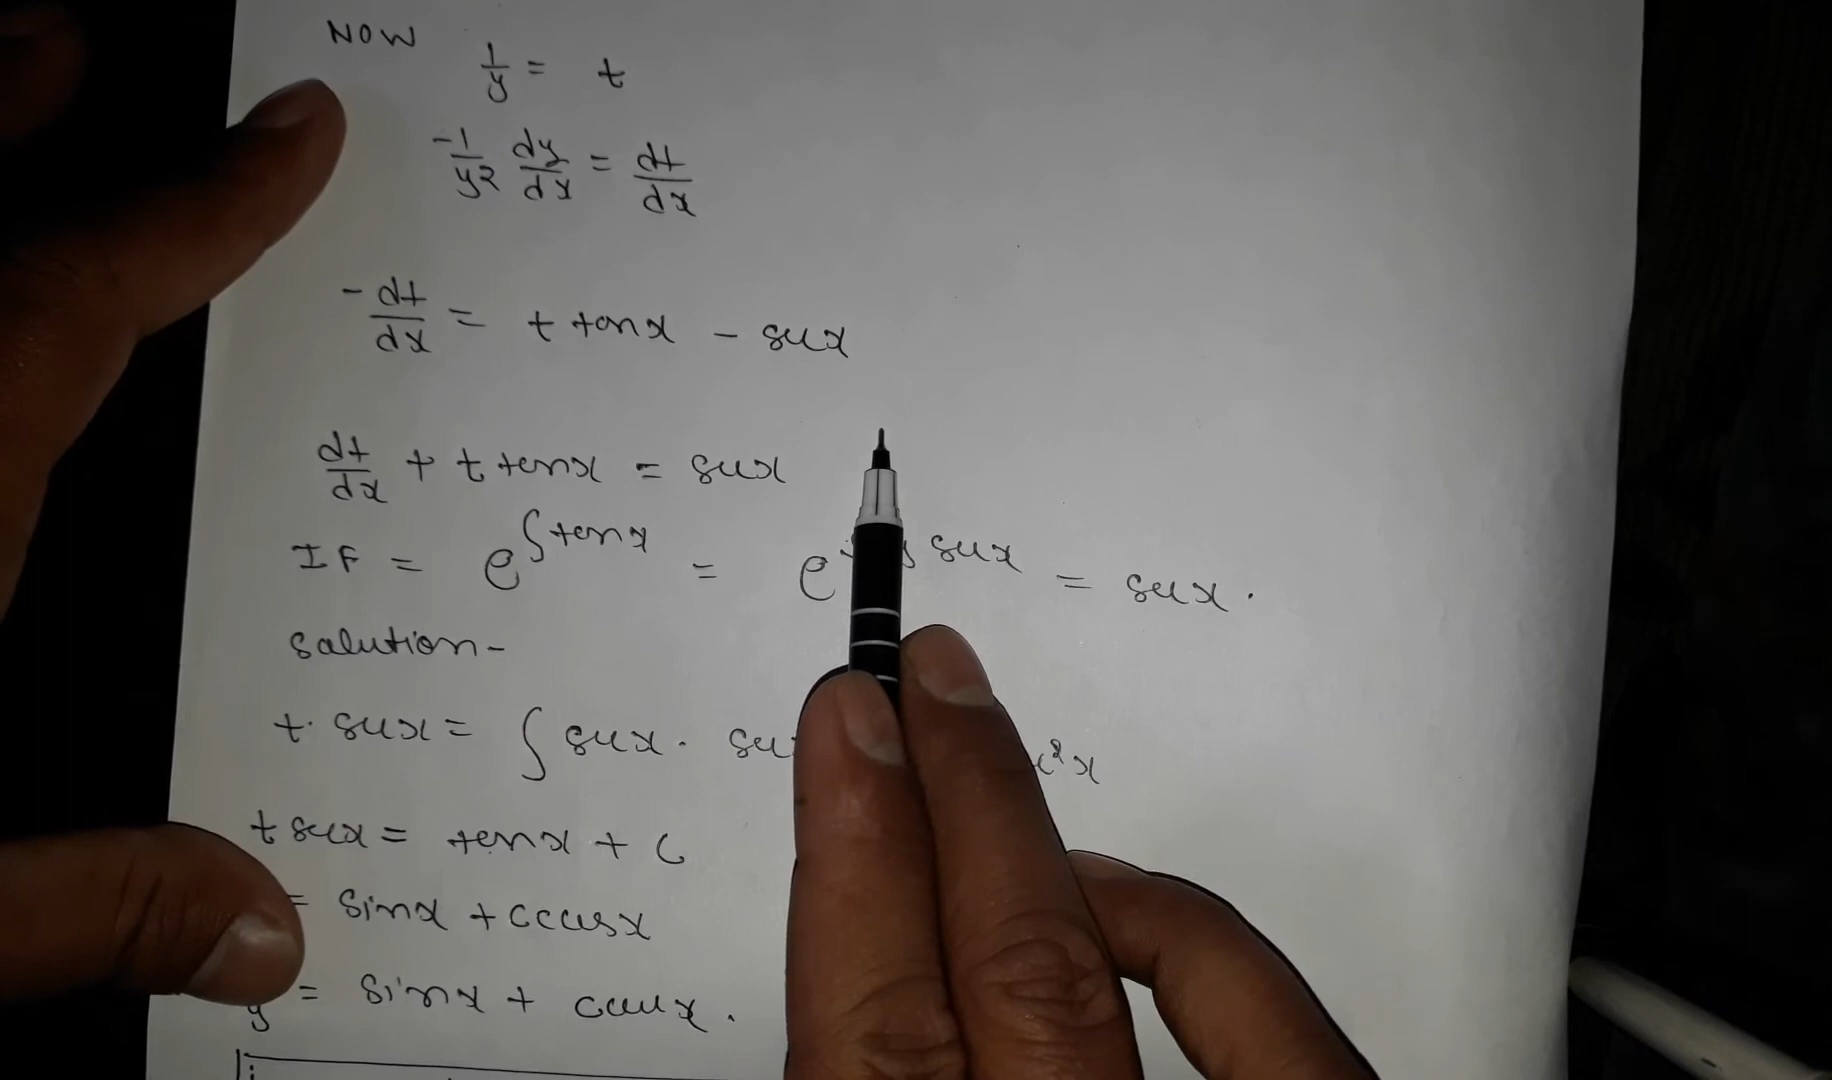 NOW
1/y = t
-1/y2 dy/dx = dt/dx
-dt/dx = t tanx - secx
dt/dx + t tanx = secx
IF = e^∫tanx = e secx = secx.
Solution-
t. secx = ∫ secx.
t secx = tanx + C
= sinx + ccosx
y = sinx + ccosx.